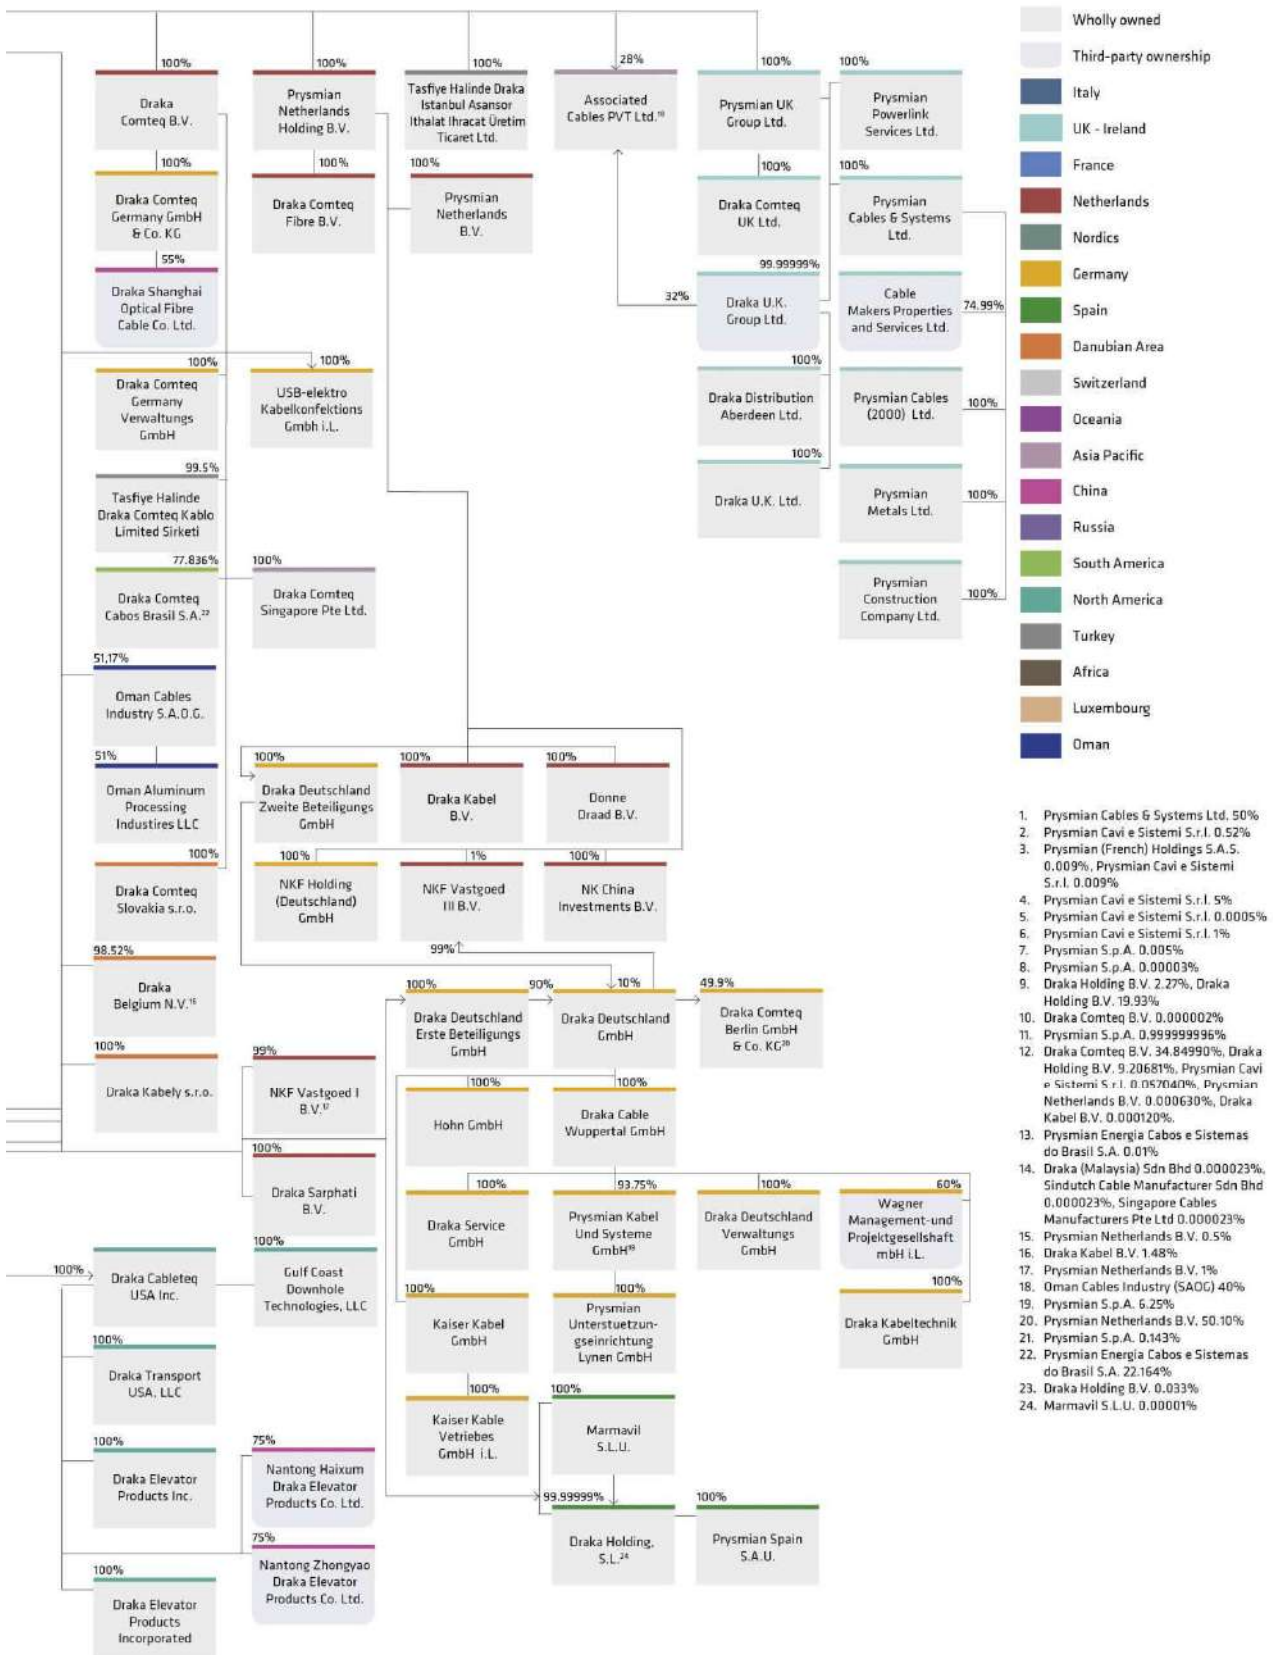 100%
Draka
Comteq B.V.
100%
Prysmian
Netherlands
Holding B.V.
100%
Tasfiye Halinde Draka
Istanbul Asansor
Ithalat Ihracat Üretim
Ticaret Ltd.
28%
Associated
Cables PVT Ltd.¹⁸
100%
Prysmian UK
Group Ltd.
100%
Prysmian
Powerlink
Services Ltd.
100%
Draka Comteq
Germany GmbH
& Co. KG
100%
Draka Comteq
Fibre B.V.
100%
Prysmian
Netherlands
B.V.
100%
Draka Comteq
UK Ltd.
100%
Prysmian
Cables & Systems
Ltd.
55%
Draka Shanghai
Optical Fibre
Cable Co. Ltd.
32%
99.99999%
Draka U.K.
Group Ltd.
Cable
Makers Properties
and Services Ltd.
74.99%
100%
Draka Comteq
Germany
Verwaltungs
GmbH
100%
USB-elektro
Kabelkonfektions
Gmbh i.L.
100%
Draka Distribution
Aberdeen Ltd.
Prysmian Cables
(2000) Ltd.
100%
99.5%
Tasfiye Halinde
Draka Comteq Kablo
Limited Sirketi
100%
Draka U.K. Ltd.
Prysmian
Metals Ltd.
100%
77.836%
Draka Comteq
Cabos Brasil S.A.²²
100%
Draka Comteq
Singapore Pte Ltd.
Prysmian
Construction
Company Ltd.
100%
51,17%
Oman Cables
Industry S.A.O.G.
51%
Oman Aluminum
Processing
Industires LLC
100%
Draka Deutschland
Zweite Beteiligungs
GmbH
100%
Draka Kabel
B.V.
100%
Donne
Draad B.V.
100%
Draka Comteq
Slovakia s.r.o.
100%
NKF Holding
(Deutschland)
GmbH
1%
NKF Vastgoed
III B.V.
100%
NK China
Investments B.V.
99%
98.52%
Draka
Belgium N.V.¹⁶
100%
Draka Deutschland
Erste Beteiligungs
GmbH
90%
10%
Draka Deutschland
GmbH
49.9%
Draka Comteq
Berlin GmbH
& Co. KG²⁰
100%
Draka Kabely s.r.o.
99%
NKF Vastgoed I
B.V.¹⁷
100%
Hohn GmbH
100%
Draka Cable
Wuppertal GmbH
100%
Draka Sarphati
B.V.
100%
Draka Service
GmbH
93.75%
Prysmian Kabel
Und Systeme
GmbH¹⁹
100%
Draka Deutschland
Verwaltungs
GmbH
60%
Wagner
Management-und
Projektgesellshaft
mbH i.L.
100%
Draka Cableteq
USA Inc.
100%
Gulf Coast
Downhole
Technologies, LLC
100%
Kaiser Kabel
GmbH
100%
Prysmian
Unterstuetzun-
gseinrichtung
Lynen GmbH
100%
Draka Kabeltechnik
GmbH
100%
Draka Transport
USA, LLC
100%
Kaiser Kable
Vetriebes
GmbH i.L.
100%
Marmavil
S.L.U.
100%
Draka Elevator
Products Inc.
75%
Nantong Haixum
Draka Elevator
Products Co. Ltd.
99.99999%
Draka Holding,
S.L.²⁴
100%
Prysmian Spain
S.A.U.
75%
Nantong Zhongyao
Draka Elevator
Products Co. Ltd.
100%
Draka Elevator
Products
Incorporated
Wholly owned
Third-party ownership
Italy
UK - Ireland
France
Netherlands
Nordics
Germany
Spain
Danubian Area
Switzerland
Oceania
Asia Pacific
China
Russia
South America
North America
Turkey
Africa
Luxembourg
Oman
1. Prysmian Cables & Systems Ltd. 50%
2. Prysmian Cavi e Sistemi S.r.l. 0.52%
3. Prysmian (French) Holdings S.A.S.
0.009%, Prysmian Cavi e Sistemi
S.r.l. 0.009%
4. Prysmian Cavi e Sistemi S.r.l. 5%
5. Prysmian Cavi e Sistemi S.r.l. 0.0005%
6. Prysmian Cavi e Sistemi S.r.l. 1%
7. Prysmian S.p.A. 0.005%
8. Prysmian S.p.A. 0.00003%
9. Draka Holding B.V. 2.27%, Draka
Holding B.V. 19.93%
10. Draka Comteq B.V. 0.000002%
11. Prysmian S.p.A. 0.999999996%
12. Draka Comteq B.V. 34.84990%, Draka
Holding B.V. 9.20681%, Prysmian Cavi
e Sistemi S.r.l. 0.057040%, Prysmian
Netherlands B.V. 0.000630%, Draka
Kabel B.V. 0.000120%.
13. Prysmian Energia Cabos e Sistemas
do Brasil S.A. 0.01%
14. Draka (Malaysia) Sdn Bhd 0.000023%,
Sindutch Cable Manufacturer Sdn Bhd
0.000023%, Singapore Cables
Manufacturers Pte Ltd 0.000023%
15. Prysmian Netherlands B.V. 0.5%
16. Draka Kabel B.V. 1.48%
17. Prysmian Netherlands B.V. 1%
18. Oman Cables Industry (SAOG) 40%
19. Prysmian S.p.A. 6.25%
20. Prysmian Netherlands B.V. 50.10%
21. Prysmian S.p.A. 0.143%
22. Prysmian Energia Cabos e Sistemas
do Brasil S.A. 22.164%
23. Draka Holding B.V. 0.033%
24. Marmavil S.L.U. 0.00001%